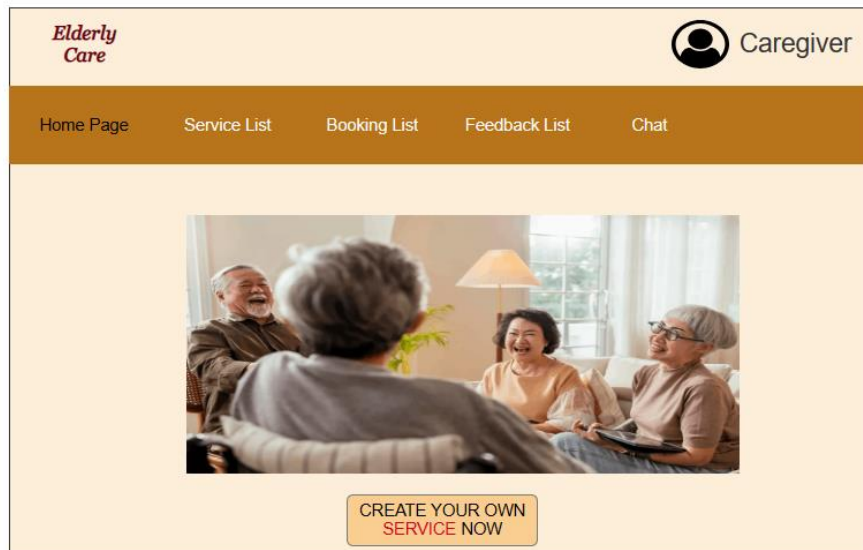 Elderly
Care
Caregiver
Home Page
Service List
Booking List
Feedback List
Chat
CREATE YOUR OWN
SERVICE NOW